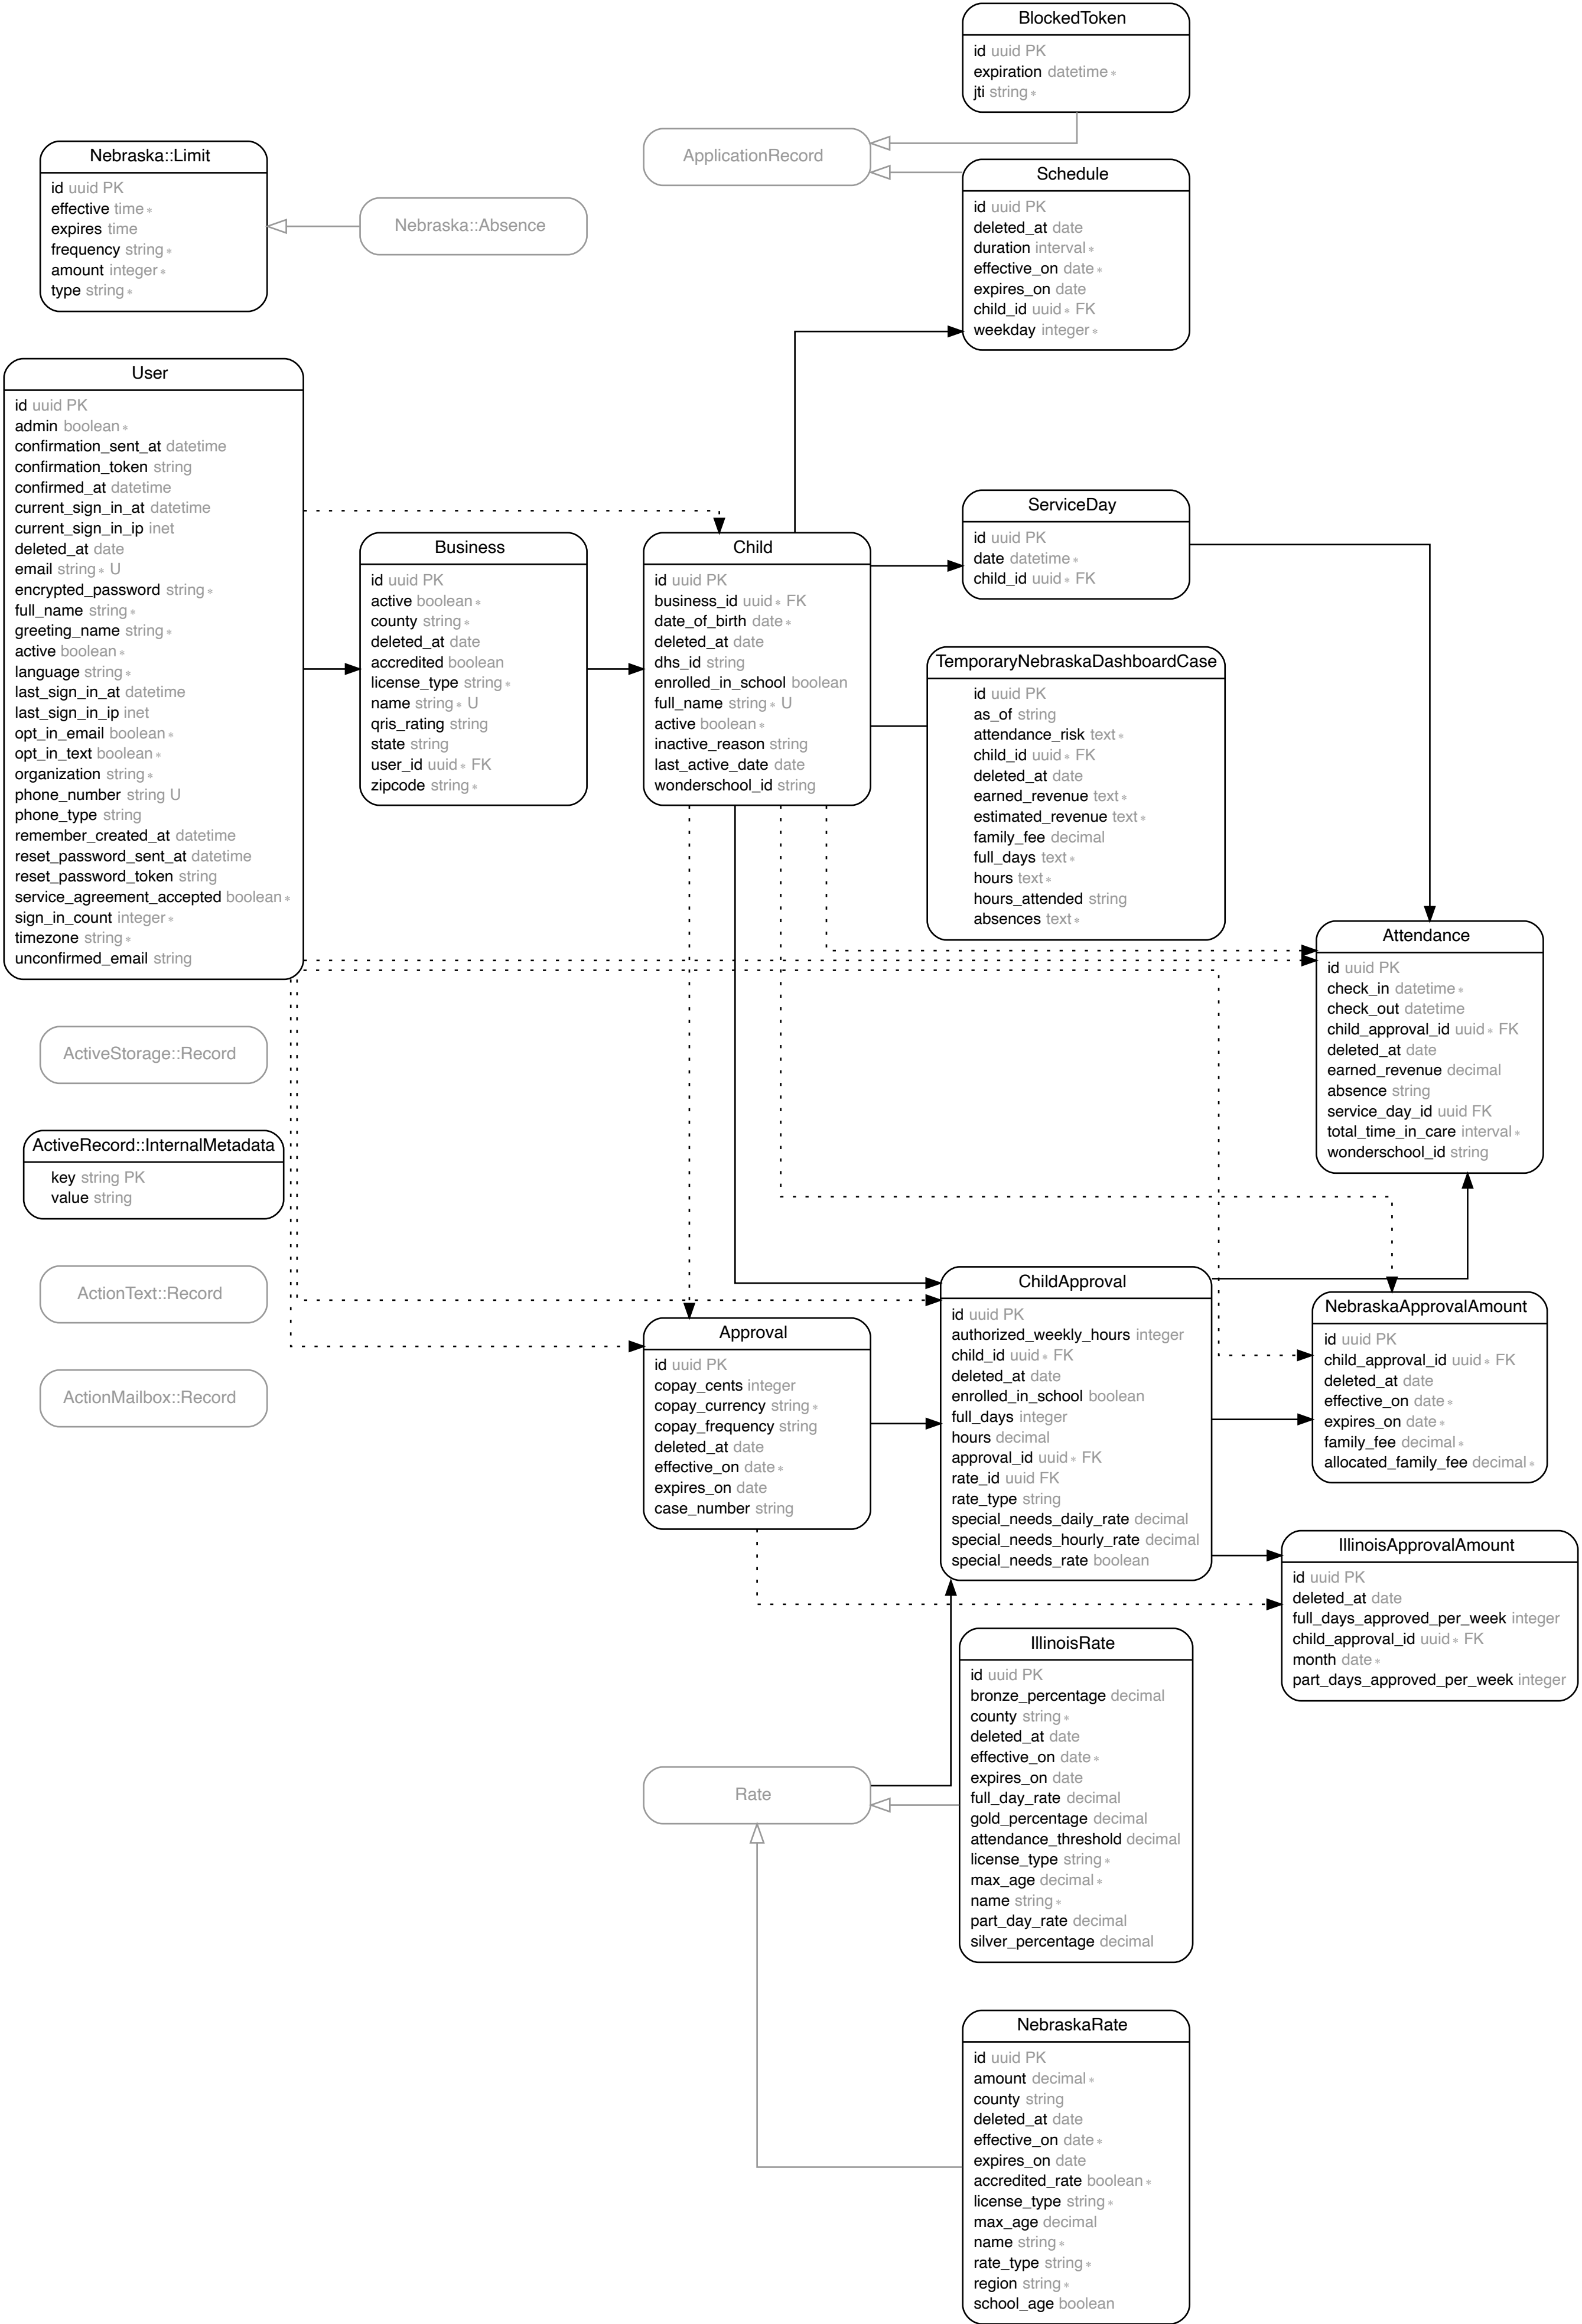 BlockedToken
id uuid PK
expiration datetime ∗
jti string ∗
ApplicationRecord
Nebraska::Limit
id uuid PK
effective time ∗
expires time
frequency string ∗
amount integer ∗
type string ∗
Nebraska::Absence
Schedule
id uuid PK
deleted_at date
duration interval ∗
effective_on date ∗
expires_on date
child_id uuid ∗ FK
weekday integer ∗
User
id uuid PK
admin boolean ∗
confirmation_sent_at datetime
confirmation_token string
confirmed_at datetime
current_sign_in_at datetime
current_sign_in_ip inet
deleted_at date
email string ∗ U
encrypted_password string ∗
full_name string ∗
greeting_name string ∗
active boolean ∗
language string ∗
last_sign_in_at datetime
last_sign_in_ip inet
opt_in_email boolean ∗
opt_in_text boolean ∗
organization string ∗
phone_number string U
phone_type string
remember_created_at datetime
reset_password_sent_at datetime
reset_password_token string
service_agreement_accepted boolean ∗
sign_in_count integer ∗
timezone string ∗
unconfirmed_email string
Business
id uuid PK
active boolean ∗
county string ∗
deleted_at date
accredited boolean
license_type string ∗
name string ∗ U
qris_rating string
state string
user_id uuid ∗ FK
zipcode string ∗
Child
id uuid PK
business_id uuid ∗ FK
date_of_birth date ∗
deleted_at date
dhs_id string
enrolled_in_school boolean
full_name string ∗ U
active boolean ∗
inactive_reason string
last_active_date date
wonderschool_id string
ServiceDay
id uuid PK
date datetime ∗
child_id uuid ∗ FK
TemporaryNebraskaDashboardCase
id uuid PK
as_of string
attendance_risk text ∗
child_id uuid ∗ FK
deleted_at date
earned_revenue text ∗
estimated_revenue text ∗
family_fee decimal
full_days text ∗
hours text ∗
hours_attended string
absences text ∗
Attendance
id uuid PK
check_in datetime ∗
check_out datetime
child_approval_id uuid ∗ FK
deleted_at date
earned_revenue decimal
absence string
service_day_id uuid FK
total_time_in_care interval ∗
wonderschool_id string
ActiveStorage::Record
ActiveRecord::InternalMetadata
key string PK
value string
ActionText::Record
ActionMailbox::Record
Approval
id uuid PK
copay_cents integer
copay_currency string ∗
copay_frequency string
deleted_at date
effective_on date ∗
expires_on date
case_number string
ChildApproval
id uuid PK
authorized_weekly_hours integer
child_id uuid ∗ FK
deleted_at date
enrolled_in_school boolean
full_days integer
hours decimal
approval_id uuid ∗ FK
rate_id uuid FK
rate_type string
special_needs_daily_rate decimal
special_needs_hourly_rate decimal
special_needs_rate boolean
NebraskaApprovalAmount
id uuid PK
child_approval_id uuid ∗ FK
deleted_at date
effective_on date ∗
expires_on date ∗
family_fee decimal ∗
allocated_family_fee decimal ∗
IllinoisApprovalAmount
id uuid PK
deleted_at date
full_days_approved_per_week integer
child_approval_id uuid ∗ FK
month date ∗
part_days_approved_per_week integer
IllinoisRate
id uuid PK
bronze_percentage decimal
county string ∗
deleted_at date
effective_on date ∗
expires_on date
full_day_rate decimal
gold_percentage decimal
attendance_threshold decimal
license_type string ∗
max_age decimal ∗
name string ∗
part_day_rate decimal
silver_percentage decimal
Rate
NebraskaRate
id uuid PK
amount decimal ∗
county string
deleted_at date
effective_on date ∗
expires_on date
accredited_rate boolean ∗
license_type string ∗
max_age decimal
name string ∗
rate_type string ∗
region string ∗
school_age boolean